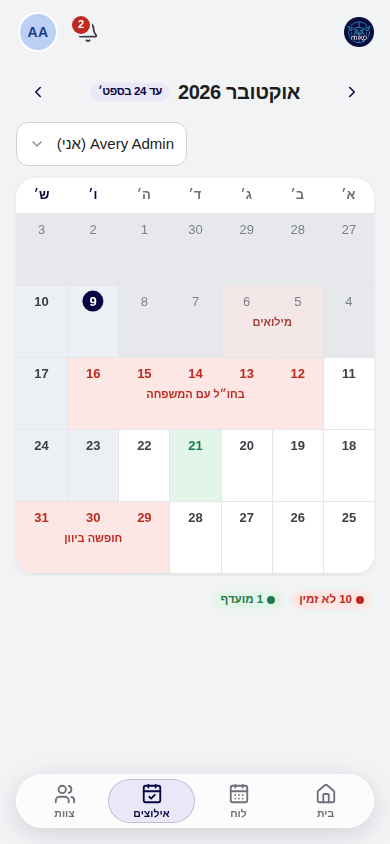 AA
2
miko
אוקטובר 2026
עד 24 בספט׳
Avery Admin (אני)
א׳ ב׳ ג׳ ד׳ ה׳ ו׳ ש׳
27 28 29 30 1 2 3
4 5 6 7 8 9 10
מילואים
11 12 13 14 15 16 17
בחו״ל עם המשפחה
18 19 20 21 22 23 24
25 26 27 28 29 30 31
חופשה ביוון
10 לא זמין
1 מועדף
בית
לוח
אילוצים
צוות